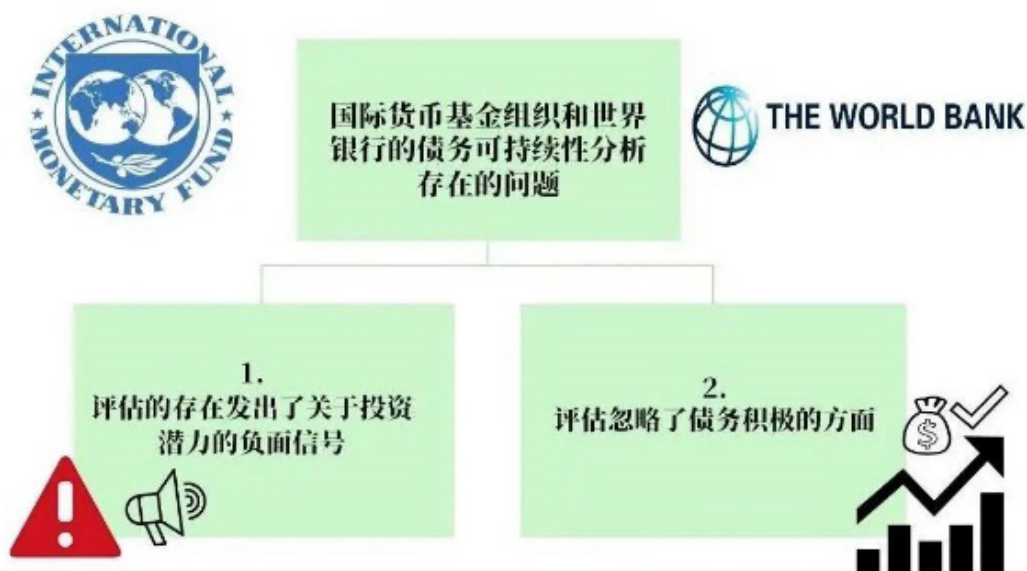 INTERNATIONAL
MONETARY FUND
国际货币基金组织和世界
银行的债务可持续性分析
存在的问题
THE WORLD BANK
1.
评估的存在发出了关于投资
潜力的负面信号
2.
评估忽略了债务积极的方面
$